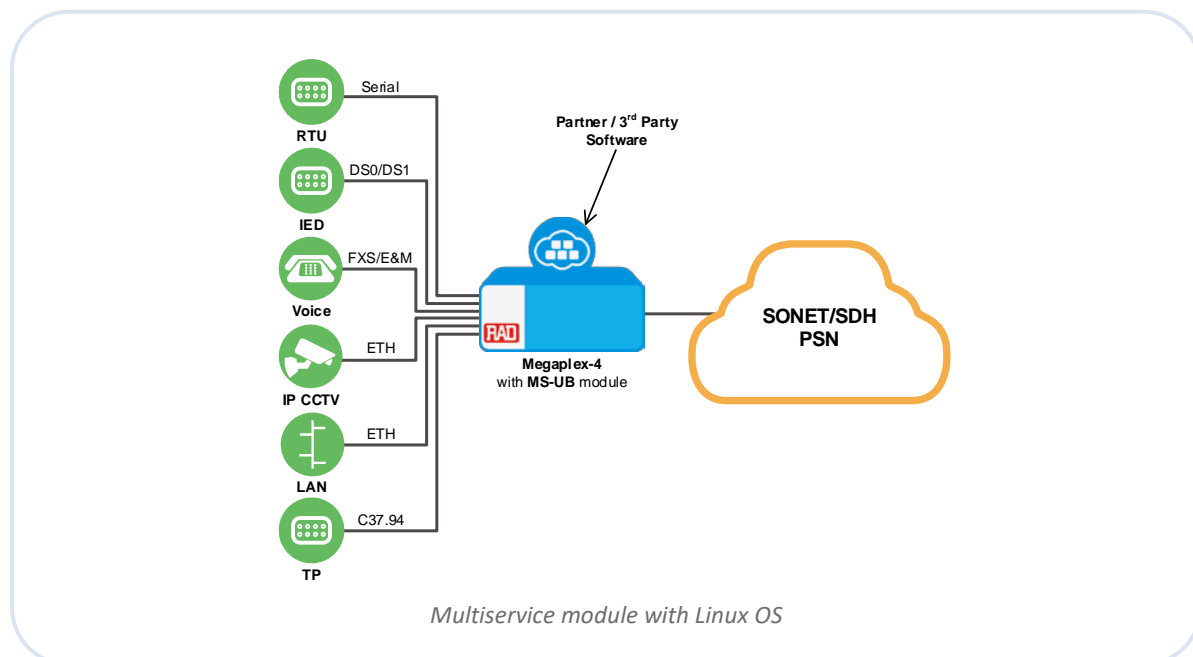 Serial
RTU
DS0/DS1
IED
FXS/E&M
Voice
ETH
IP CCTV
ETH
LAN
C37.94
TP
Partner / 3rd Party
Software
RAD
Megaplex-4
with MS-UB module
SONET/SDH
PSN
Multiservice module with Linux OS